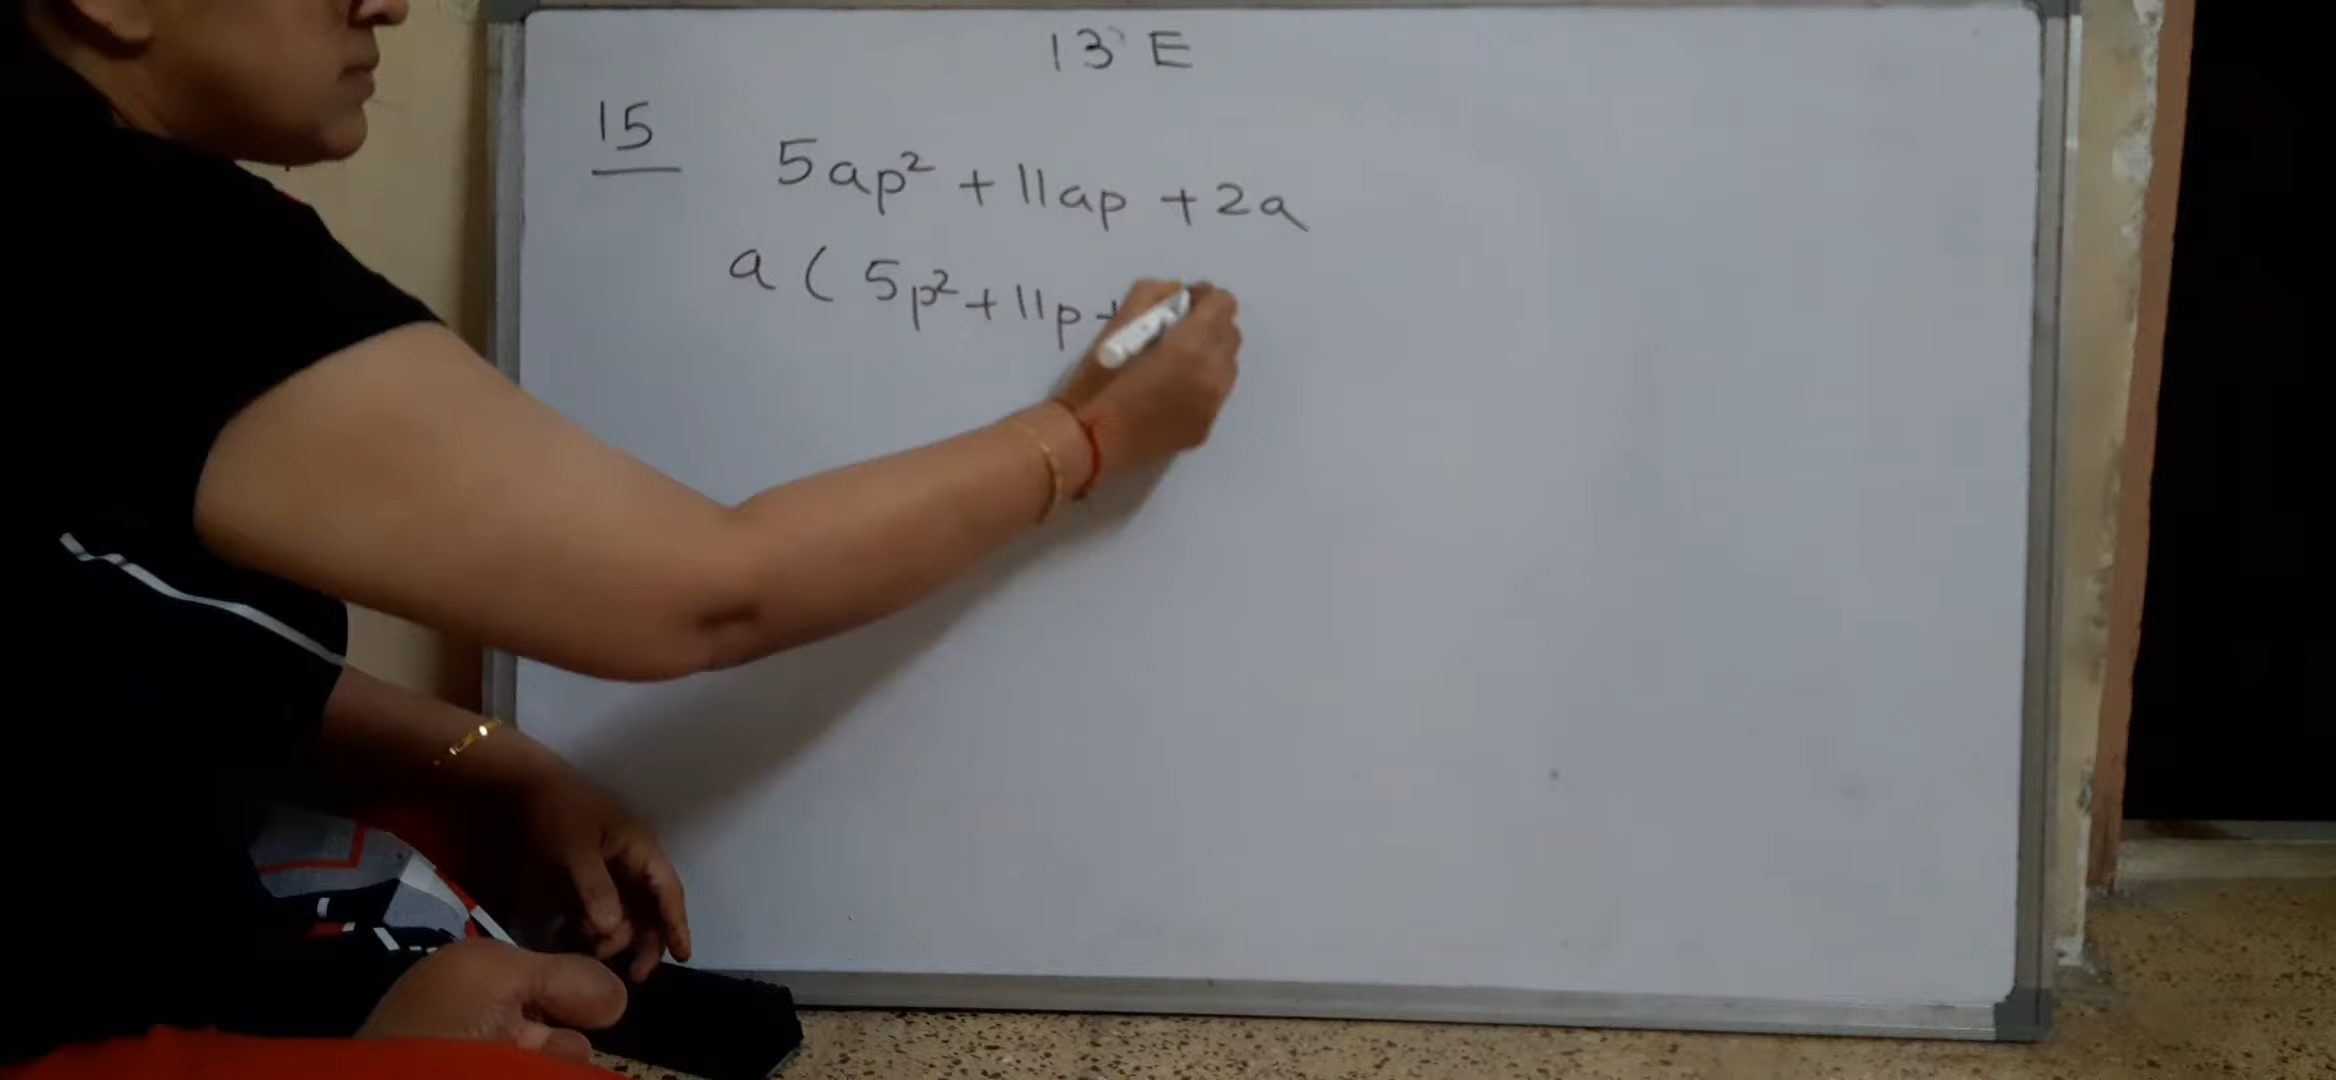 13 E
15
5ap² + 11ap + 2a
a ( 5p² + 11p +